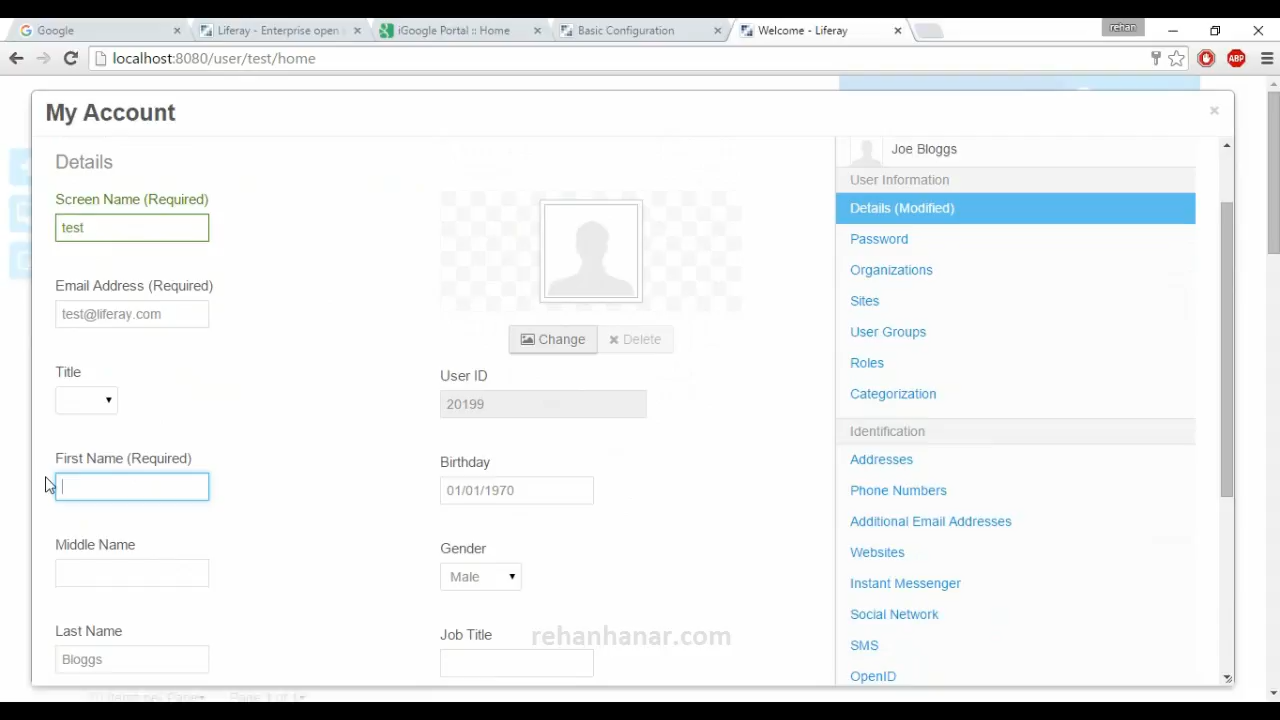 Google
Liferay - Enterprise open
iGoogle Portal :: Home
Basic Configuration
Welcome - Liferay
rehan
localhost:8080/user/test/home
ABP
My Account
Details
Screen Name (Required)
test
Email Address (Required)
test@liferay.com
Title
First Name (Required)
Middle Name
Last Name
Bloggs
Change
Delete
User ID
20199
Birthday
01/01/1970
Gender
Male
Job Title
rehanhanar.com
Joe Bloggs
User Information
Details (Modified)
Password
Organizations
Sites
User Groups
Roles
Categorization
Identification
Addresses
Phone Numbers
Additional Email Addresses
Websites
Instant Messenger
Social Network
SMS
OpenID